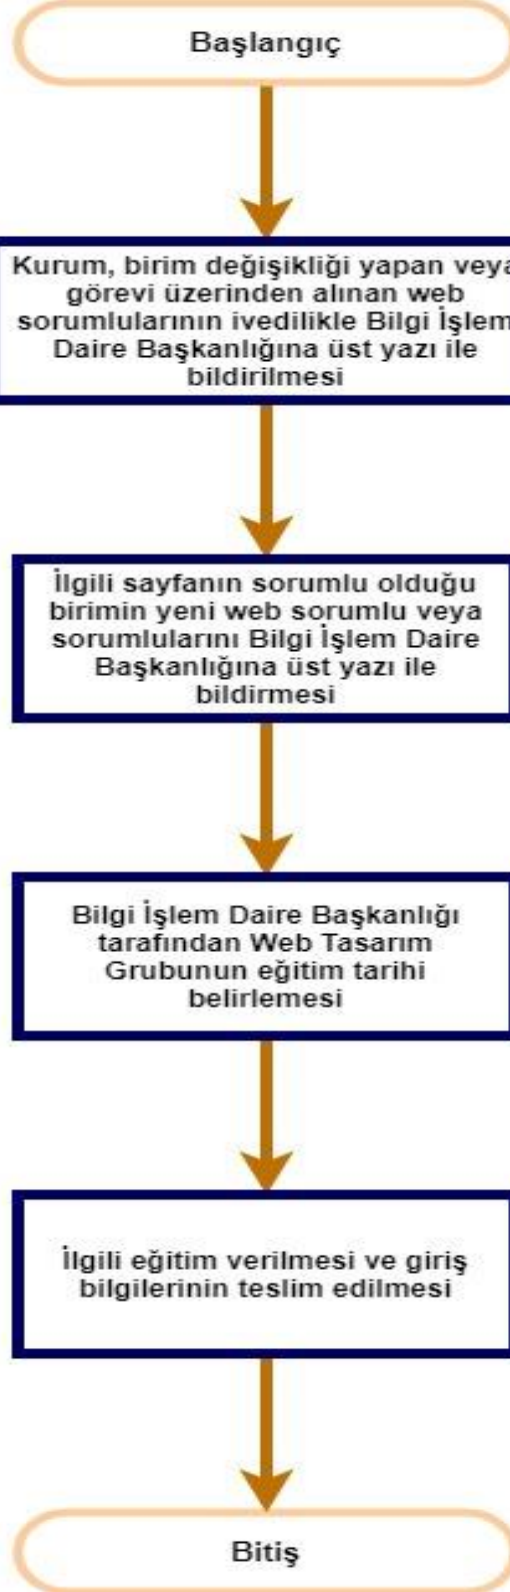 Başlangıç
Kurum, birim değişikliği yapan veya
görevi üzerinden alınan web
sorumlularının ivedilikle Bilgi İşlem
Daire Başkanlığına üst yazı ile
bildirilmesi
İlgili sayfanın sorumlu olduğu
birimin yeni web sorumlu veya
sorumlularını Bilgi İşlem Daire
Başkanlığına üst yazı ile
bildirmesi
Bilgi İşlem Daire Başkanlığı
tarafından Web Tasarım
Grubunun eğitim tarihi
belirlemesi
İlgili eğitim verilmesi ve giriş
bilgilerinin teslim edilmesi
Bitiş